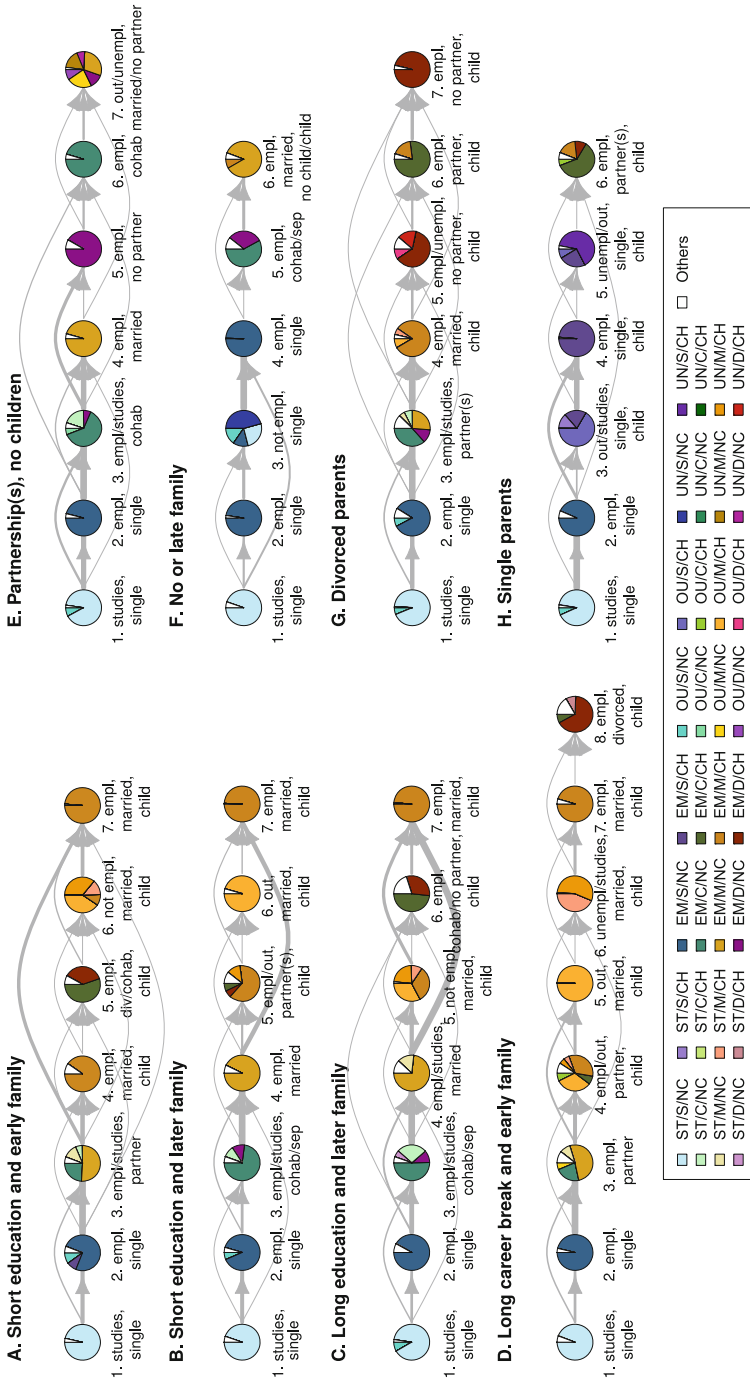 A. Short education and early family
1. studies,
single
2. empl,
single
3. empl/studies,
partner
4. empl,
married,
child
5. empl,
div/cohab,
child
6. not empl,
married,
child
7. empl,
married,
child
B. Short education and later family
1. studies,
single
2. empl,
single
3. empl/studies,
cohab/sep
4. empl,
married
5. empl/out,
partner(s),
child
6. out,
married,
child
7. empl,
married,
child
C. Long education and later family
1. studies,
single
2. empl,
single
3. empl/studies,
cohab/sep
4. empl/studies,
married
5. not empl,
married,
child
6. empl,
cohab/no partner,
child
7. empl,
married,
child
D. Long career break and early family
1. studies,
single
2. empl,
single
3. empl,
partner
4. empl/out,
partner,
child
5. out,
married,
child
6. unempl/studies,
married,
child
7. empl,
married,
child
8. empl,
divorced,
child
E. Partnership(s), no children
1. studies,
single
2. empl,
single
3. empl/studies,
cohab
4. empl,
married
5. empl,
no partner
6. empl,
cohab
7. out/unempl,
married/no partner
F. No or late family
1. studies,
single
2. empl,
single
3. not empl,
single
4. empl,
single
5. empl,
cohab/sep
6. empl,
married,
no child/child
G. Divorced parents
1. studies,
single
2. empl,
single
3. empl/studies,
partner(s)
4. empl,
married,
child
5. empl/unempl,
no partner,
child
6. empl,
partner,
child
7. empl,
no partner,
child
H. Single parents
1. studies,
single
2. empl,
single
3. out/studies,
single,
child
4. empl,
single,
child
5. unempl/out,
single,
child
6. empl,
partner(s),
child
ST/S/NC ST/S/CH EM/S/NC EM/S/CH OU/S/NC OU/S/CH UN/S/NC UN/S/CH Others
ST/C/NC ST/C/CH EM/C/NC EM/C/CH OU/C/NC OU/C/CH UN/C/NC UN/C/CH
ST/M/NC ST/M/CH EM/M/NC EM/M/CH OU/M/NC OU/M/CH UN/M/NC UN/M/CH
ST/D/NC ST/D/CH EM/D/NC EM/D/CH OU/D/NC OU/D/CH UN/D/NC UN/D/CH